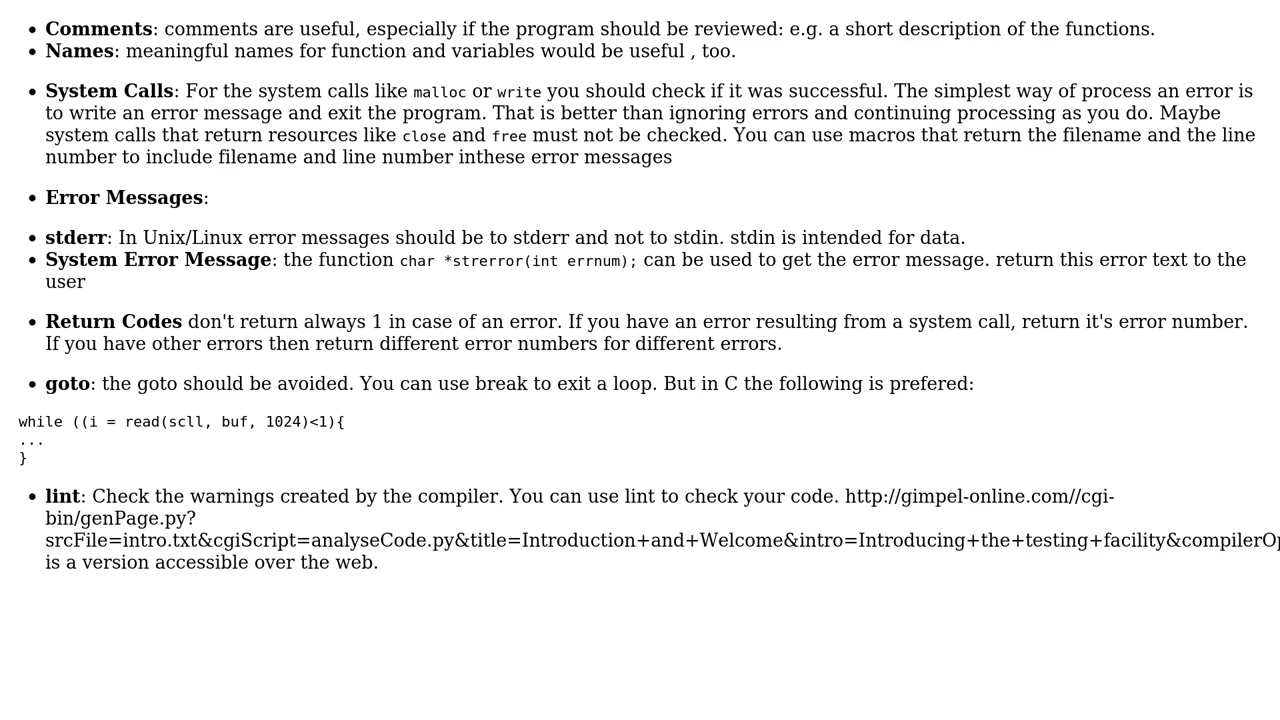 • Comments: comments are useful, especially if the program should be reviewed: e.g. a short description of the functions.
• Names: meaningful names for function and variables would be useful , too.
• System Calls: For the system calls like malloc or write you should check if it was successful. The simplest way of process an error is
to write an error message and exit the program. That is better than ignoring errors and continuing processing as you do. Maybe
system calls that return resources like close and free must not be checked. You can use macros that return the filename and the line
number to include filename and line number inthese error messages
• Error Messages:
• stderr: In Unix/Linux error messages should be to stderr and not to stdin. stdin is intended for data.
• System Error Message: the function char *strerror(int errnum); can be used to get the error message. return this error text to the
user
• Return Codes don't return always 1 in case of an error. If you have an error resulting from a system call, return it's error number.
If you have other errors then return different error numbers for different errors.
• goto: the goto should be avoided. You can use break to exit a loop. But in C the following is prefered:
while ((i = read(scll, buf, 1024)<1){
...
}
• lint: Check the warnings created by the compiler. You can use lint to check your code. http://gimpel-online.com//cgi-
bin/genPage.py?
srcFile=intro.txt&cgiScript=analyseCode.py&title=Introduction+and+Welcome&intro=Introducing+the+testing+facility&compilerOp
is a version accessible over the web.